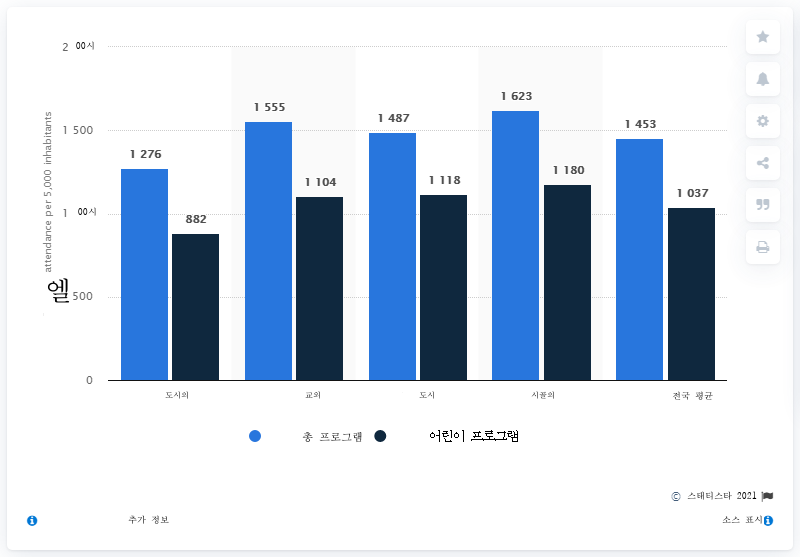 2 00시
1 623
1 555
1 487
1 500
1 453
1 276
1 180
1 118
1 104
1 037
1 00시
882
attendance per 5,000 inhabitants
엘
500
0
도시의 교외 도시 시골의 전국 평균
총 프로그램 어린이 프로그램
© 스태티스타 2021
추가 정보 소스 표시